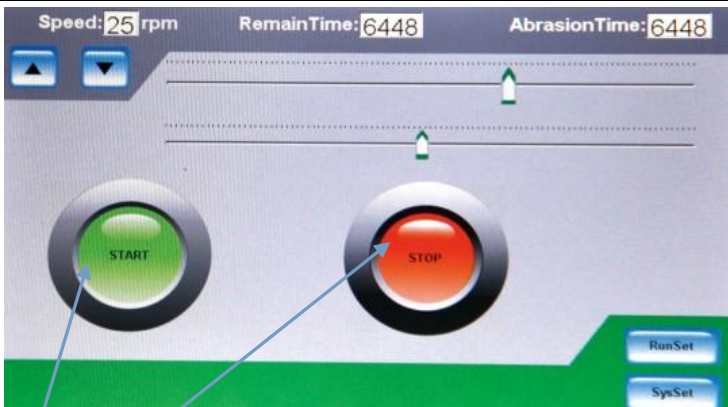 Speed: 25 rpm RemainTime: 6448 AbrasionTime: 6448
START
STOP
RunSet
SysSet